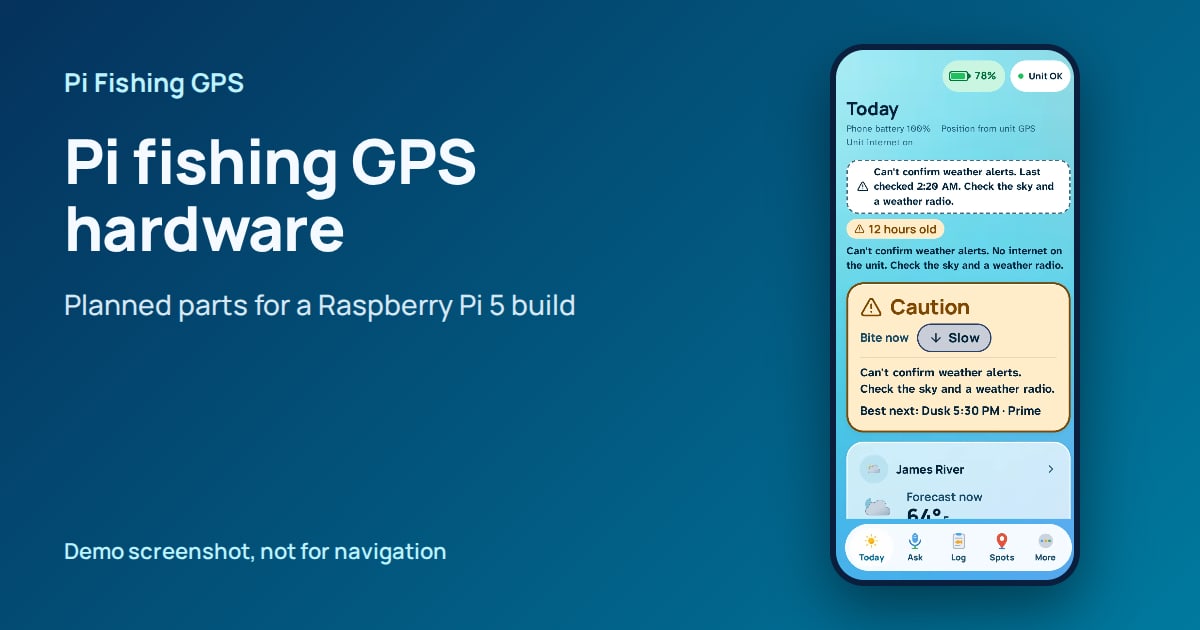 Pi Fishing GPS
Pi fishing GPS
hardware
Planned parts for a Raspberry Pi 5 build
Demo screenshot, not for navigation
78%
Unit OK
Today
Phone battery 100% Position from unit GPS
Unit internet on
Can't confirm weather alerts. Last
checked 2:20 AM. Check the sky and
a weather radio.
12 hours old
Can't confirm weather alerts. No internet on
the unit. Check the sky and a weather radio.
Caution
Bite now ↓ Slow
Can't confirm weather alerts.
Check the sky and a weather radio.
Best next: Dusk 5:30 PM · Prime
James River
Forecast now
64°F
Today Ask Log Spots More